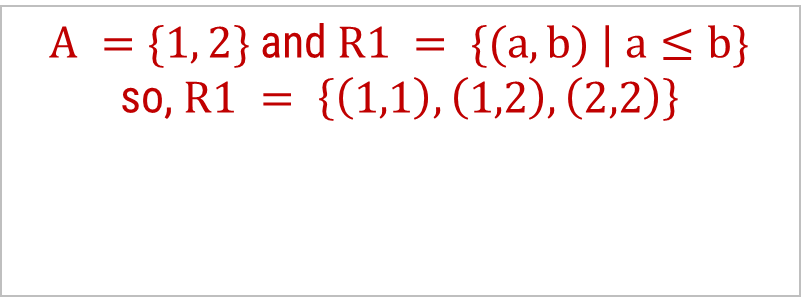 A = {1, 2} and R1 = {(a, b) | a ≤ b}
so, R1 = {(1,1), (1,2), (2,2)}